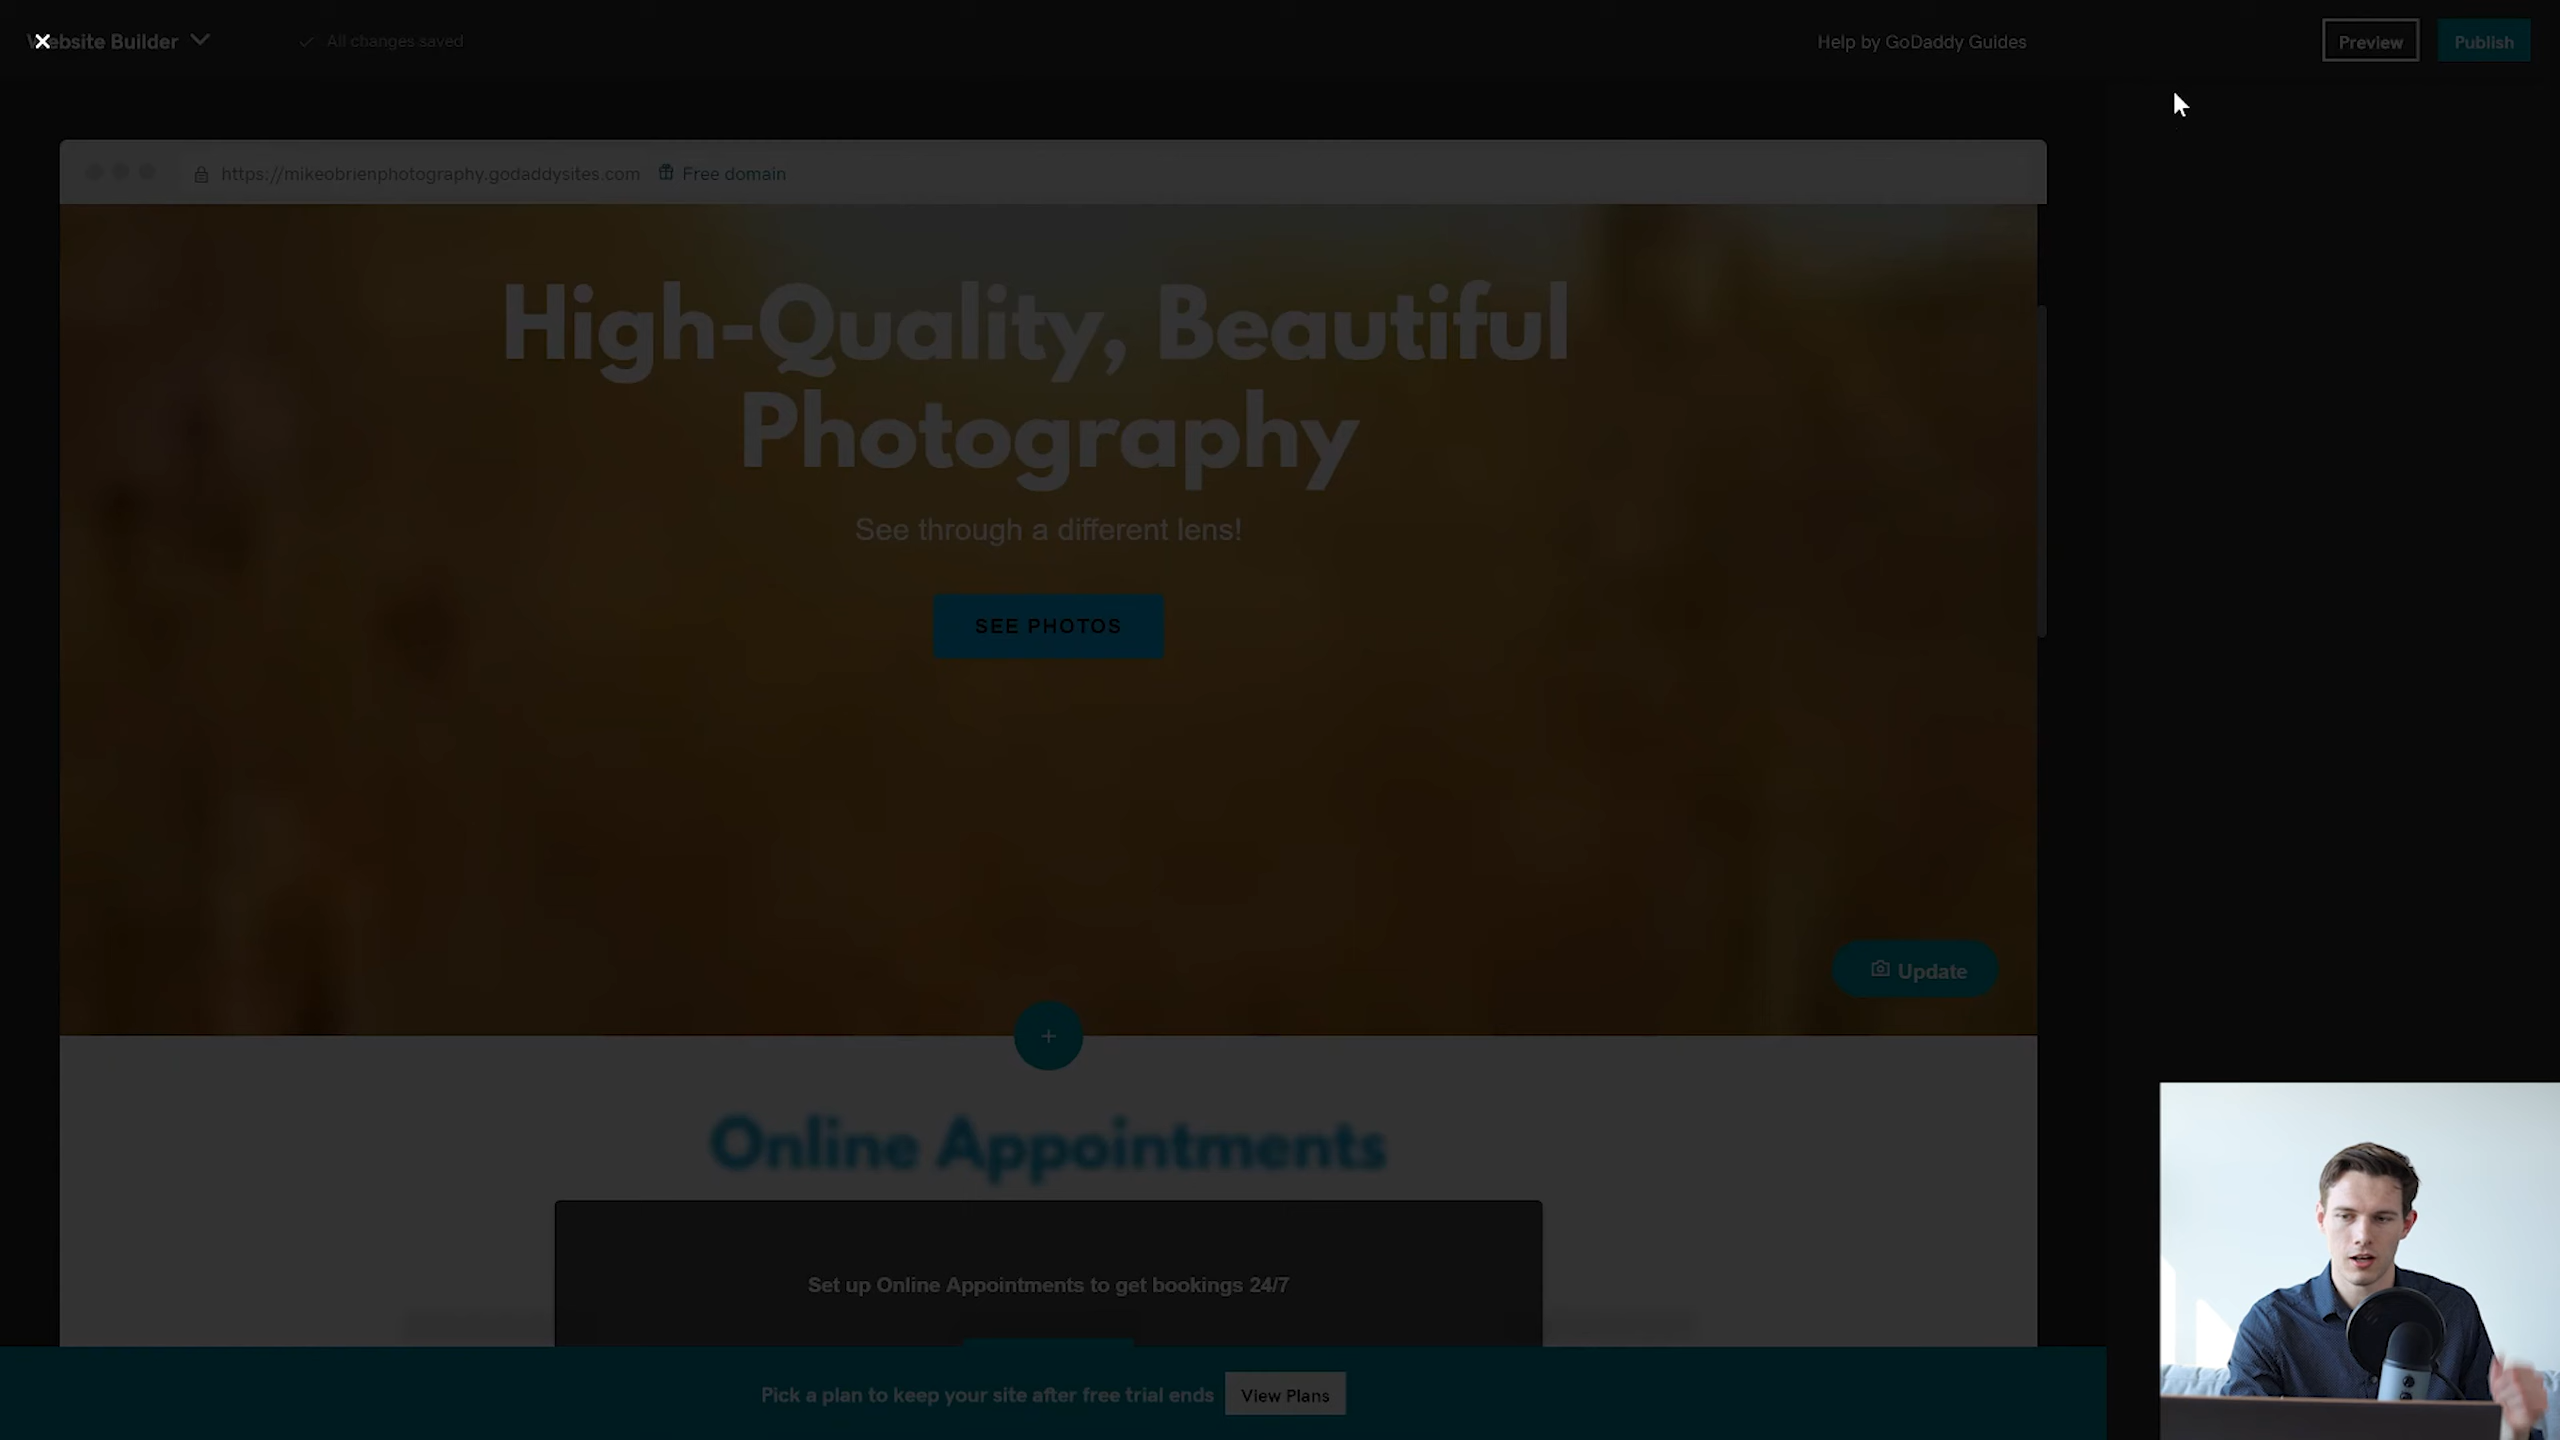 Website Builder
All changes saved
Help by GoDaddy Guides
Preview
Publish
https://mikeobrienphotography.godaddysites.com
Free domain
High-Quality, Beautiful
Photography
See through a different lens!
SEE PHOTOS
Update
Online Appointments
Set up Online Appointments to get bookings 24/7
Pick a plan to keep your site after free trial ends
View Plans